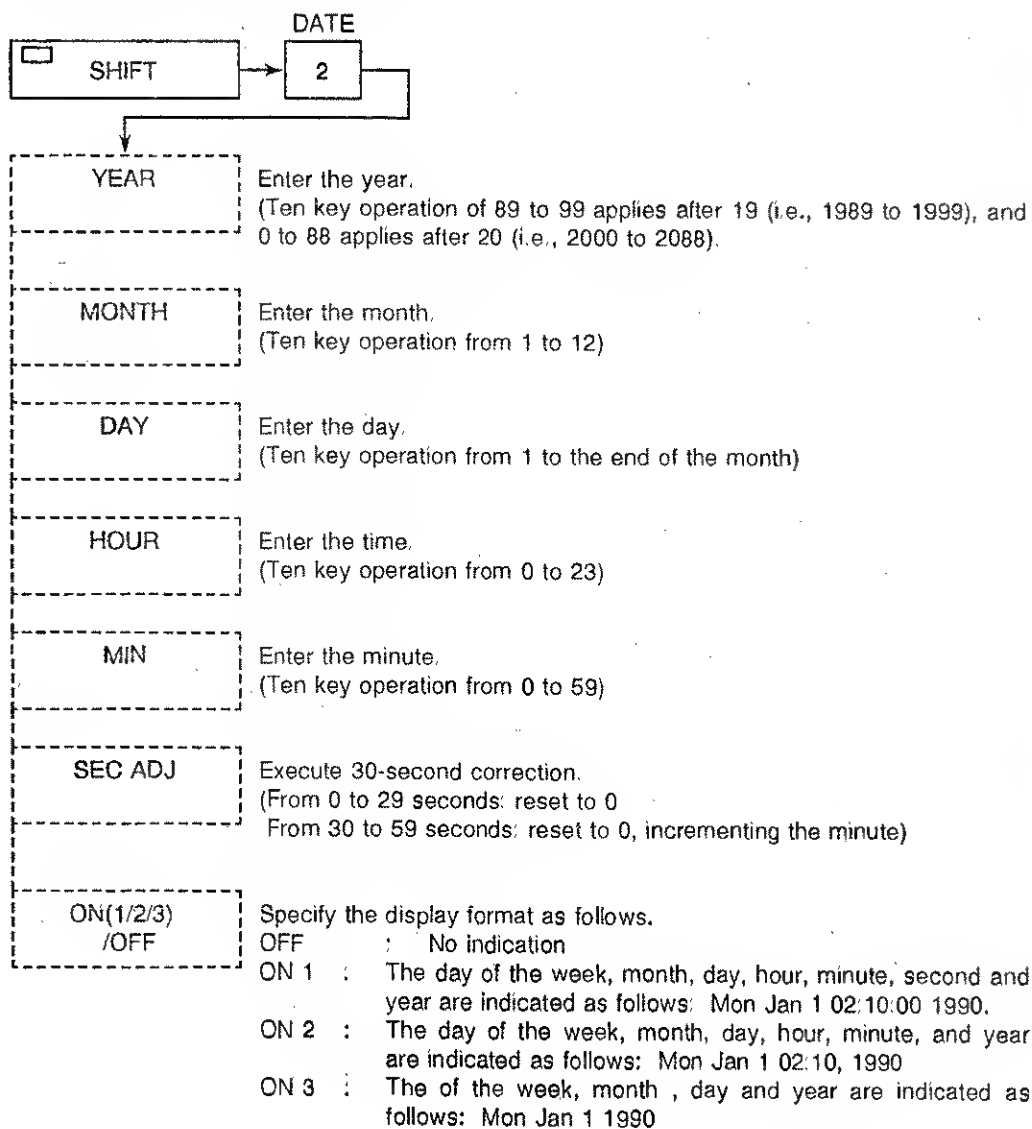 DATE
SHIFT
2
YEAR
Enter the year.
(Ten key operation of 89 to 99 applies after 19 (i.e., 1989 to 1999), and
0 to 88 applies after 20 (i.e., 2000 to 2088).
MONTH
Enter the month.
(Ten key operation from 1 to 12)
DAY
Enter the day.
(Ten key operation from 1 to the end of the month)
HOUR
Enter the time.
(Ten key operation from 0 to 23)
MIN
Enter the minute.
(Ten key operation from 0 to 59)
SEC ADJ
Execute 30-second correction.
(From 0 to 29 seconds: reset to 0
From 30 to 59 seconds: reset to 0, incrementing the minute)
ON(1/2/3)
/OFF
Specify the display format as follows.
OFF : No indication
ON 1 : The day of the week, month, day, hour, minute, second and
year are indicated as follows: Mon Jan 1 02:10:00 1990.
ON 2 : The day of the week, month, day, hour, minute, and year
are indicated as follows: Mon Jan 1 02:10, 1990
ON 3 : The of the week, month , day and year are indicated as
follows: Mon Jan 1 1990